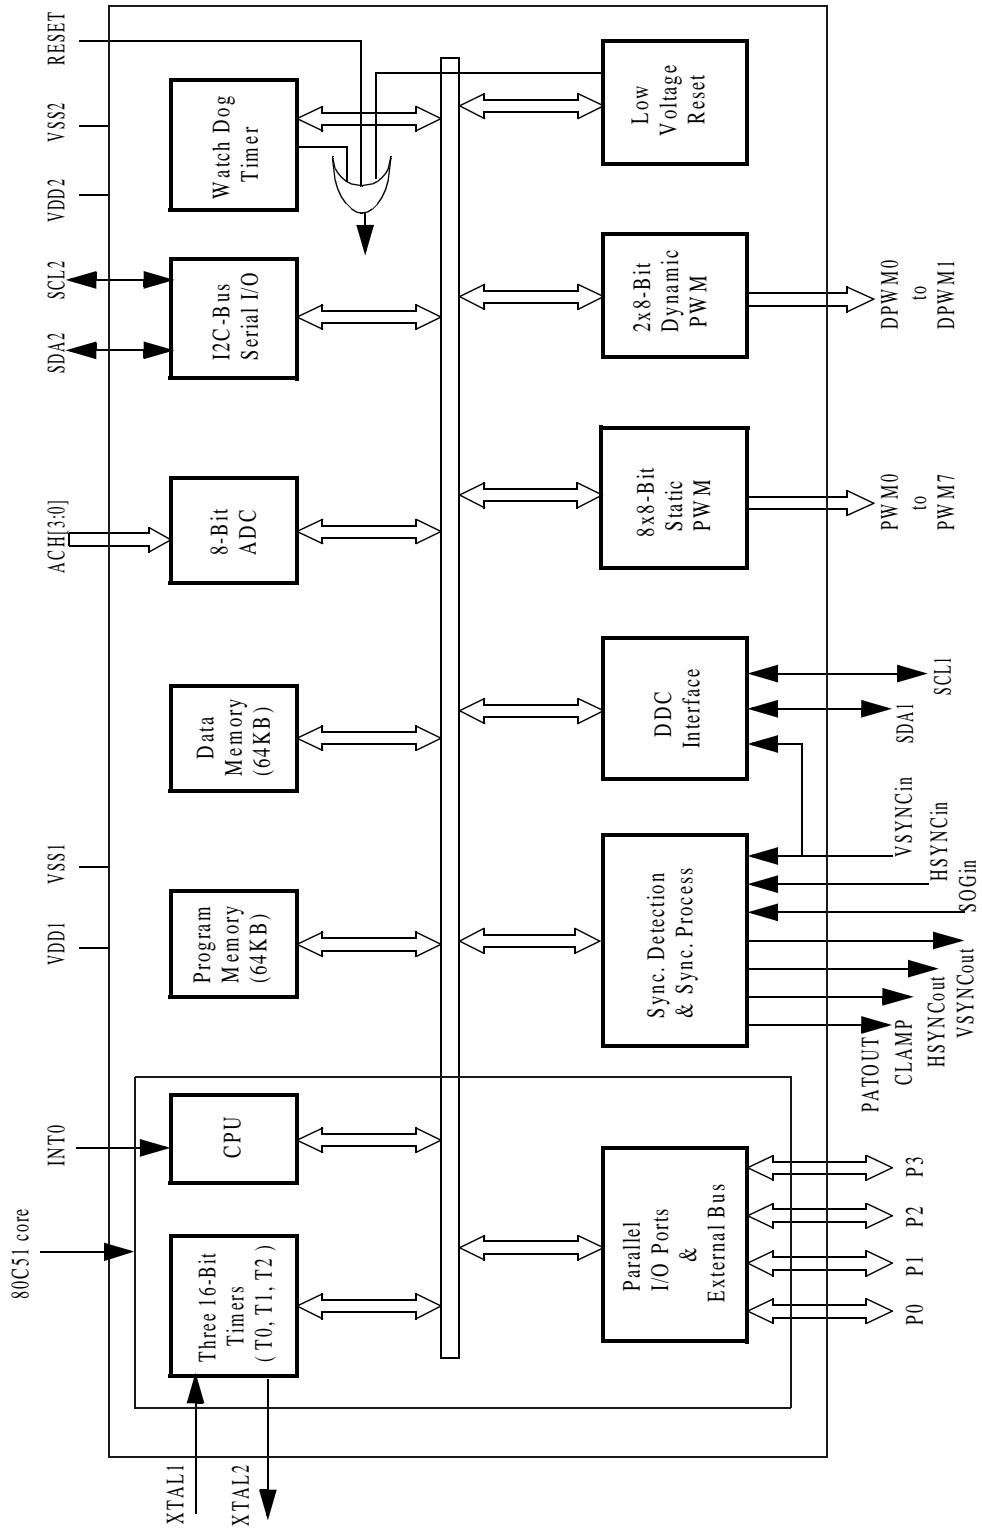 80C51 core
INT0
VDD1
VSS1
ACH[3:0]
SDA2
SCL2
VDD2
VSS2
RESET
XTAL1
XTAL2
Three 16-Bit
Timers
( T0, T1, T2 )
CPU
Program
Memory
(64KB)
Data
Memory
(64KB)
8-Bit
ADC
I2C-Bus
Serial I/O
Watch Dog
Timer
Parallel
I/O Ports
&
External Bus
Sync. Detection
& Sync. Process
DDC
Interface
8x8-Bit
Static
PWM
2x8-Bit
Dynamic
PWM
Low
Voltage
Reset
P0
P1
P2
P3
PATOUT
CLAMP
HSYNCout
VSYNCout
VSYNCin
HSYNCin
SOGin
SDA1
SCL1
PWM0
to
PWM7
DPWM0
to
DPWM1